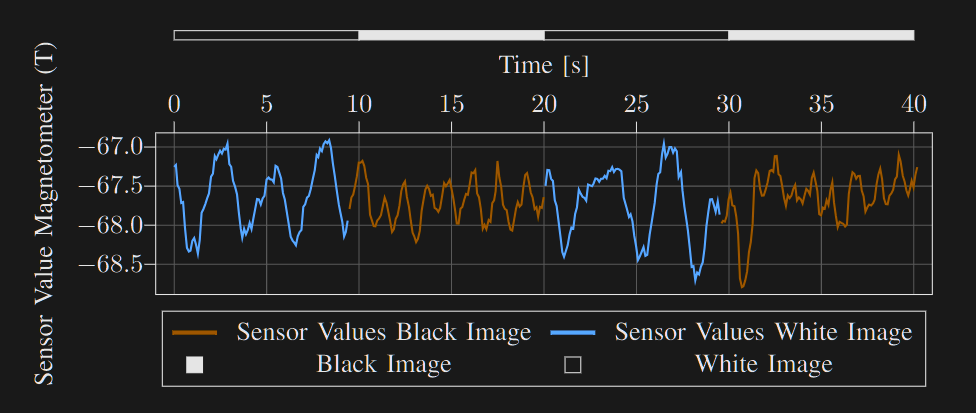 Time [s]
0 5 10 15 20 25 30 35 40
Sensor Value Magnetometer (T)
−67.0
−67.5
−68.0
−68.5
Sensor Values Black Image Sensor Values White Image
Black Image White Image